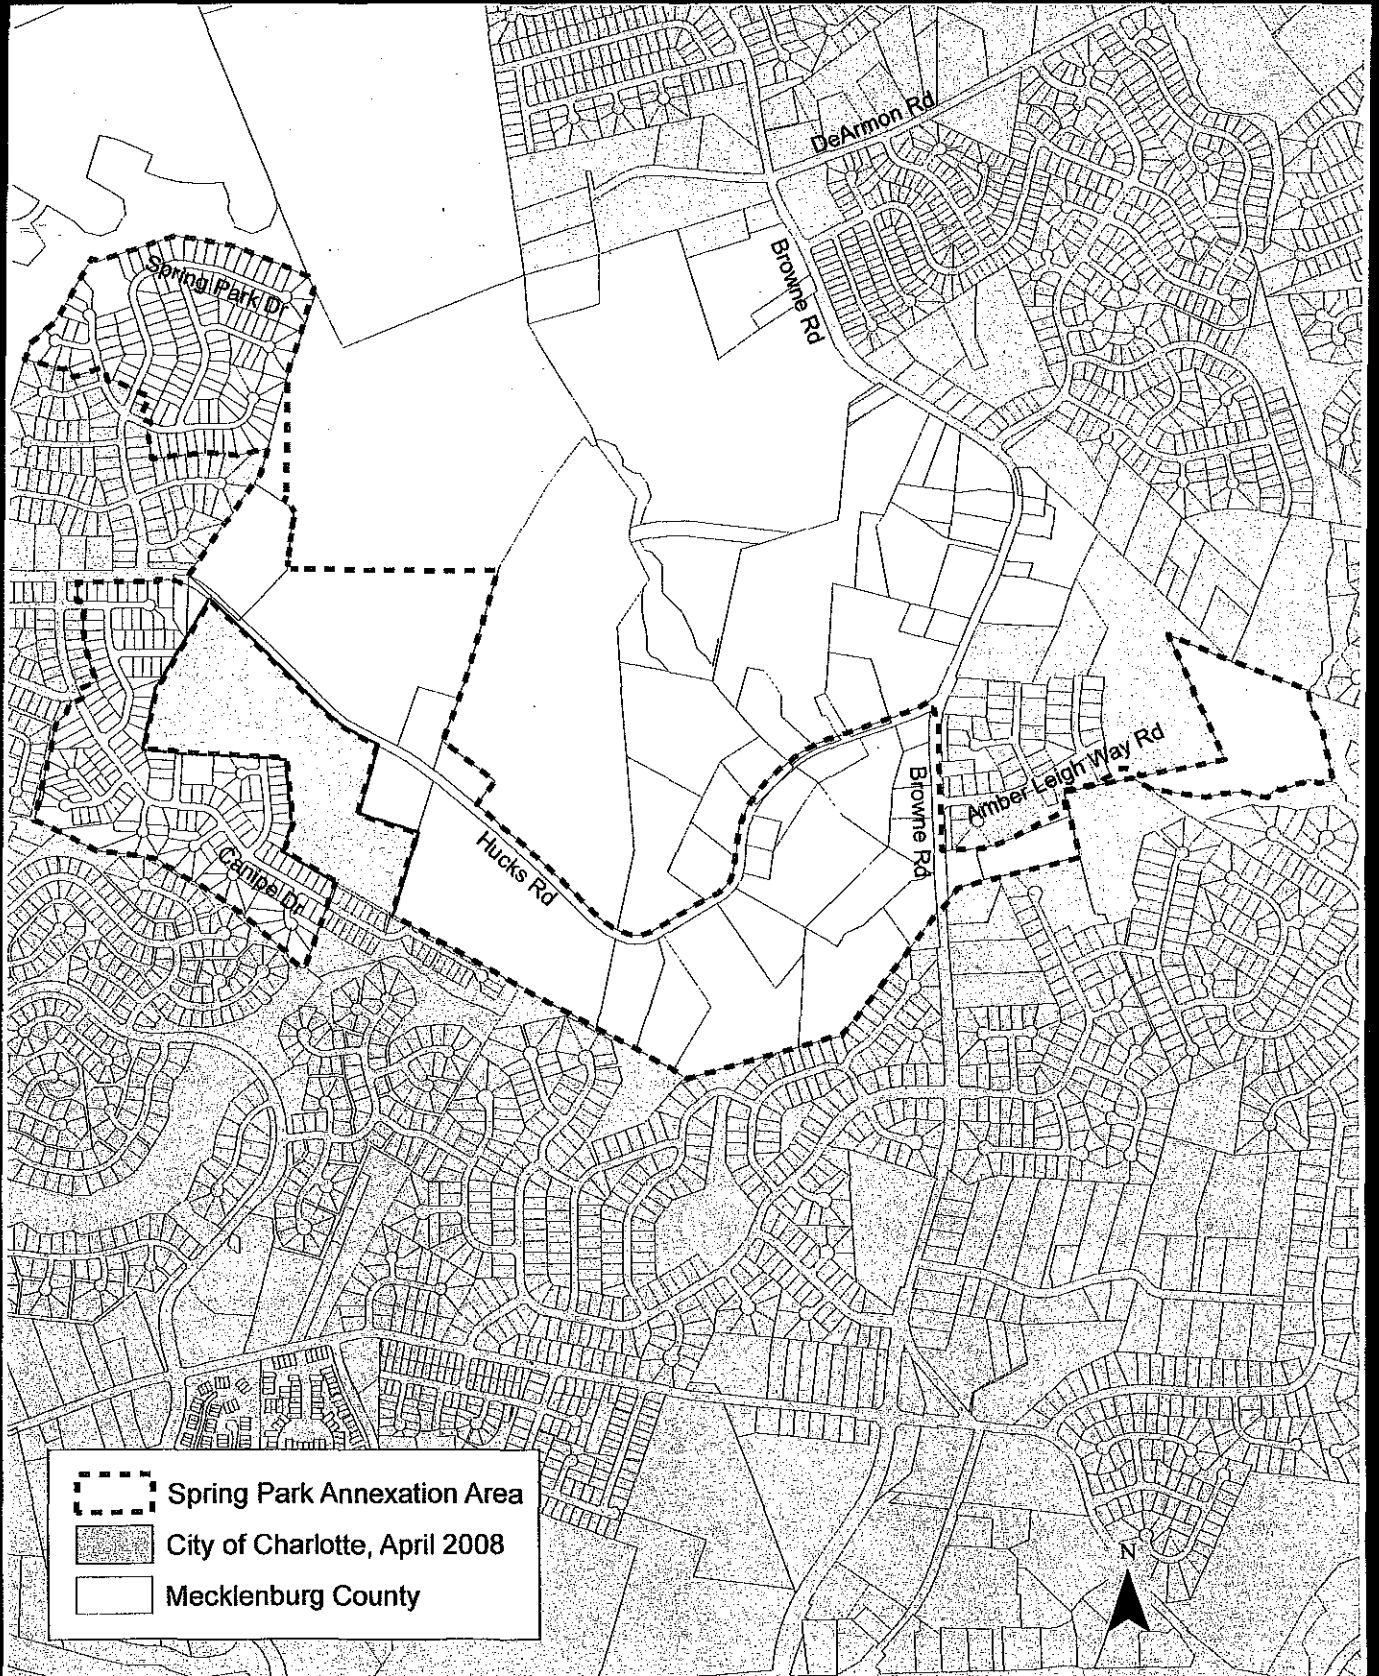 DeArmon Rd
Browne Rd
Spring Park Dr
Amber Leigh Way Rd
Browne Rd
Hucks Rd
Canipe Dr
Spring Park Annexation Area
City of Charlotte, April 2008
Mecklenburg County
N